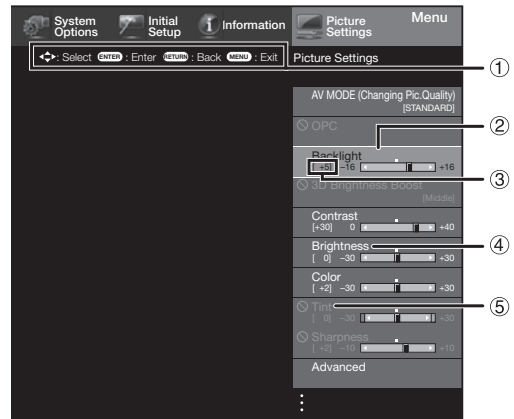 System Options
Initial Setup
Information
Picture Settings
Menu
: Select ENTER : Enter RETURN : Back MENU : Exit
Picture Settings
①
AV MODE (Changing Pic.Quality)
[STANDARD]
OPC
②
Backlight
[ +5] −16 +16
③
3D Brightness Boost
[Middle]
Contrast
[+30] 0 +40
Brightness
④
[ 0] −30 +30
Color
[ +2] −30 +30
Tint
⑤
[ 0] −30 +30
Sharpness
[ +2] −10 +10
Advanced